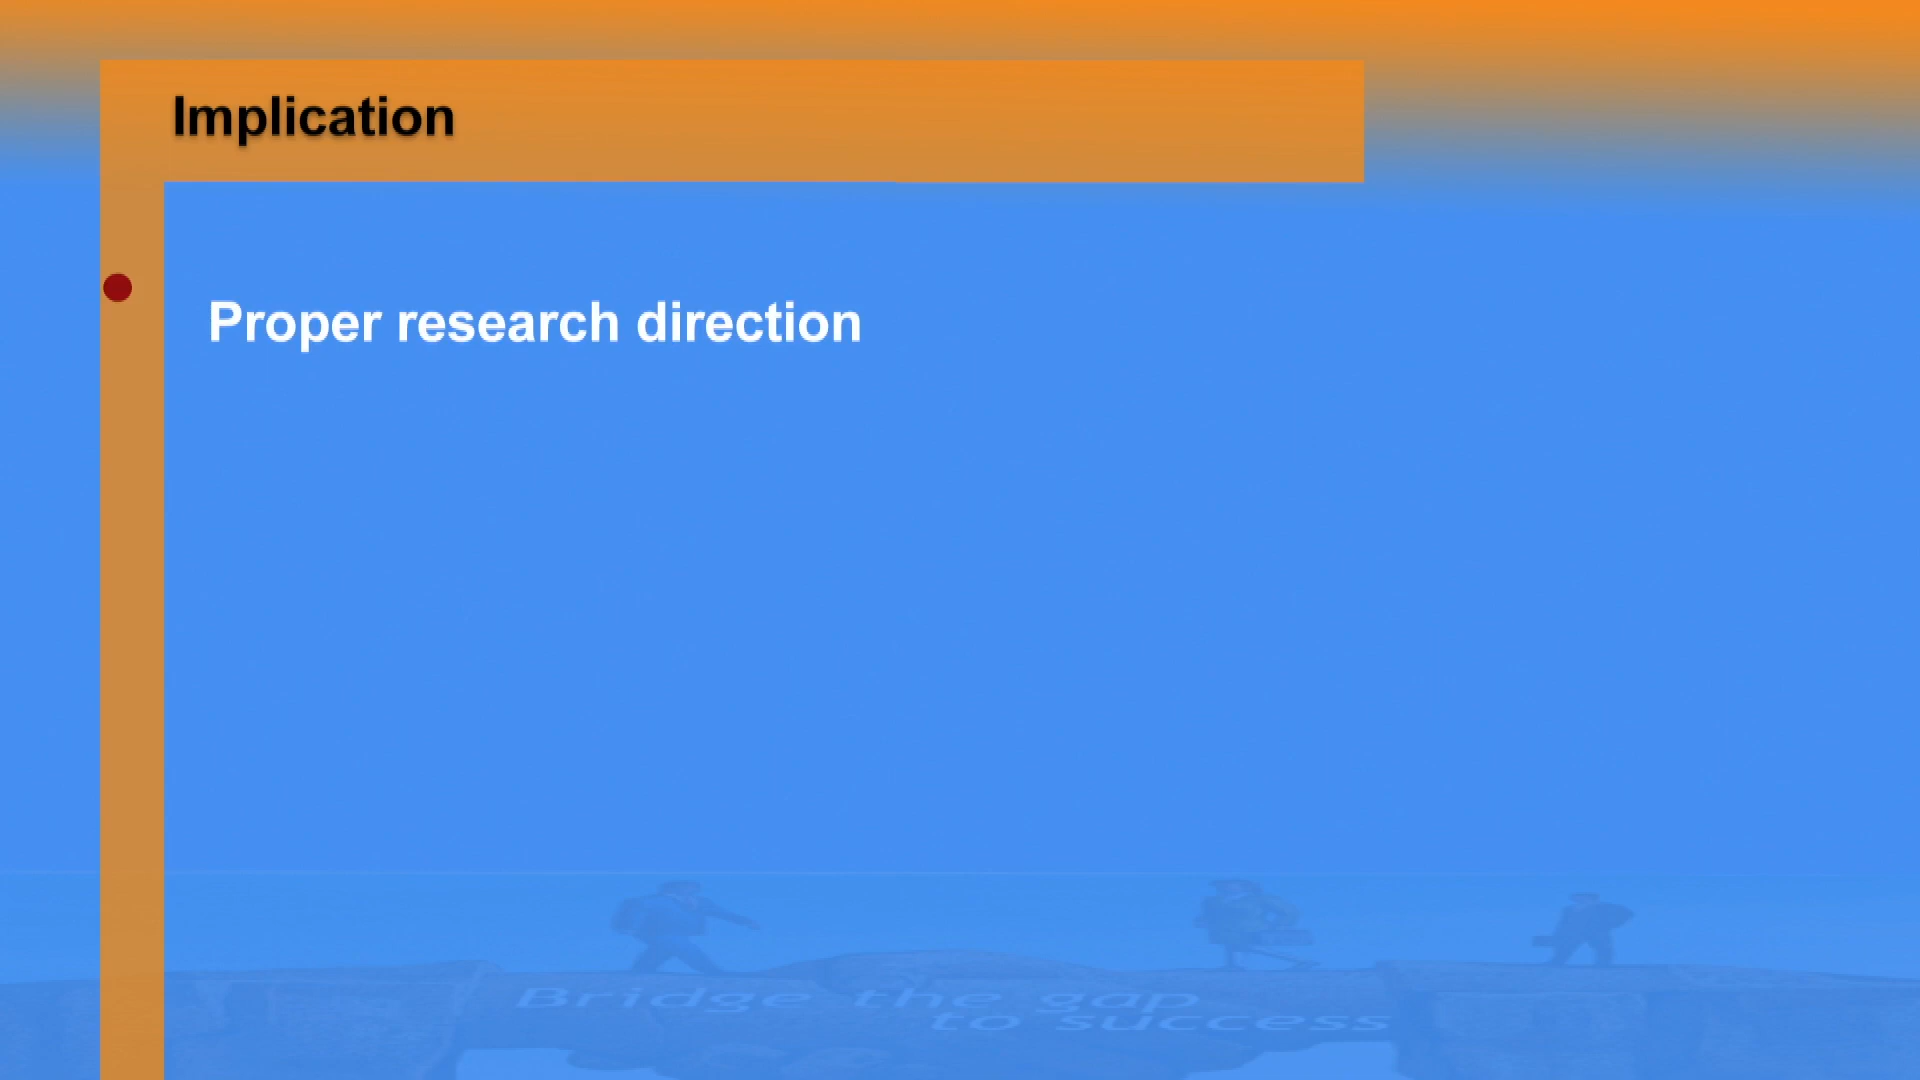 Implication
Proper research direction
Bridge the gap
to success